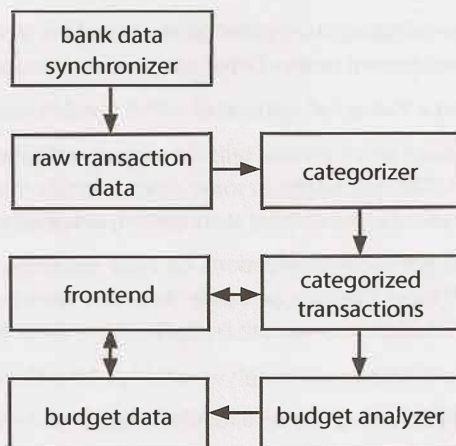 bank data
synchronizer
raw transaction
data
categorizer
frontend
categorized
transactions
budget data
budget analyzer